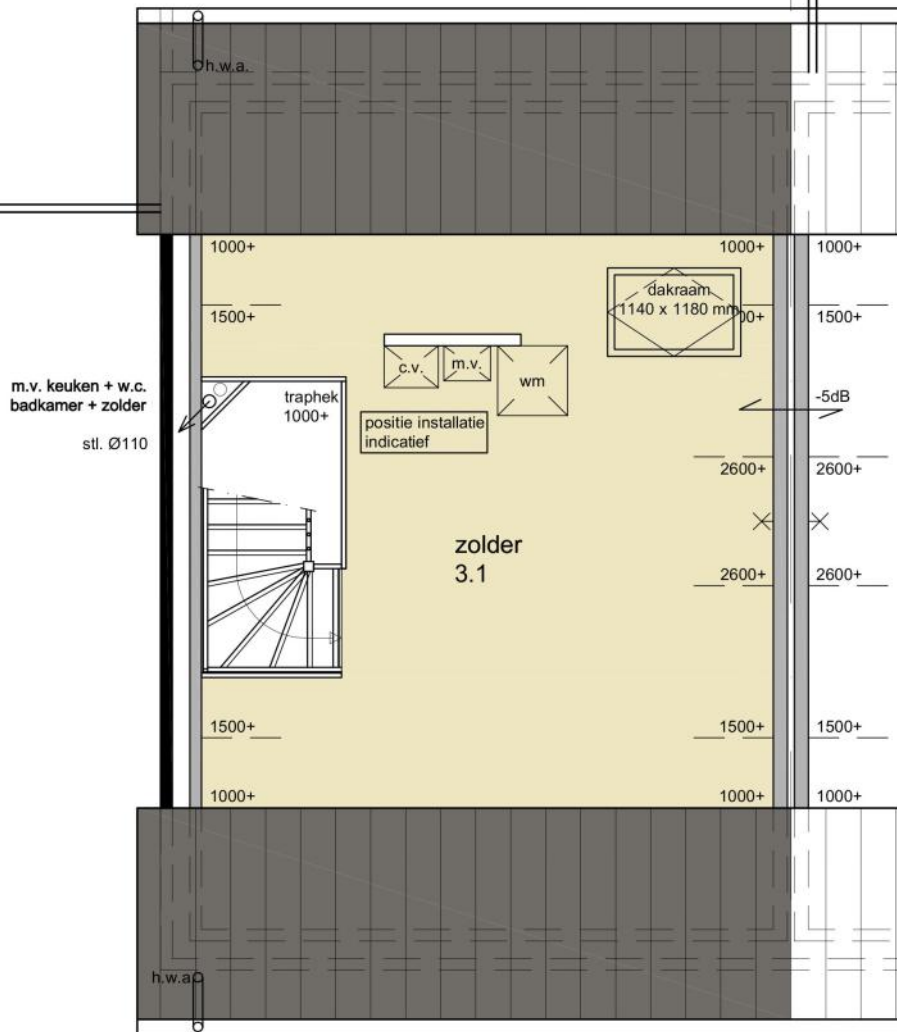 h.w.a.
1000+
1000+
1000+
dakraam
1140 x 1180 mm
1500+
00+
1500+
c.v.
m.v.
wm
m.v. keuken + w.c.
badkamer + zolder
stl. Ø110
traphek
1000+
-5dB
positie installatie
indicatief
2600+
2600+
zolder
3.1
2600+
2600+
1500+
1500+
1500+
1000+
1000+
1000+
h.w.a